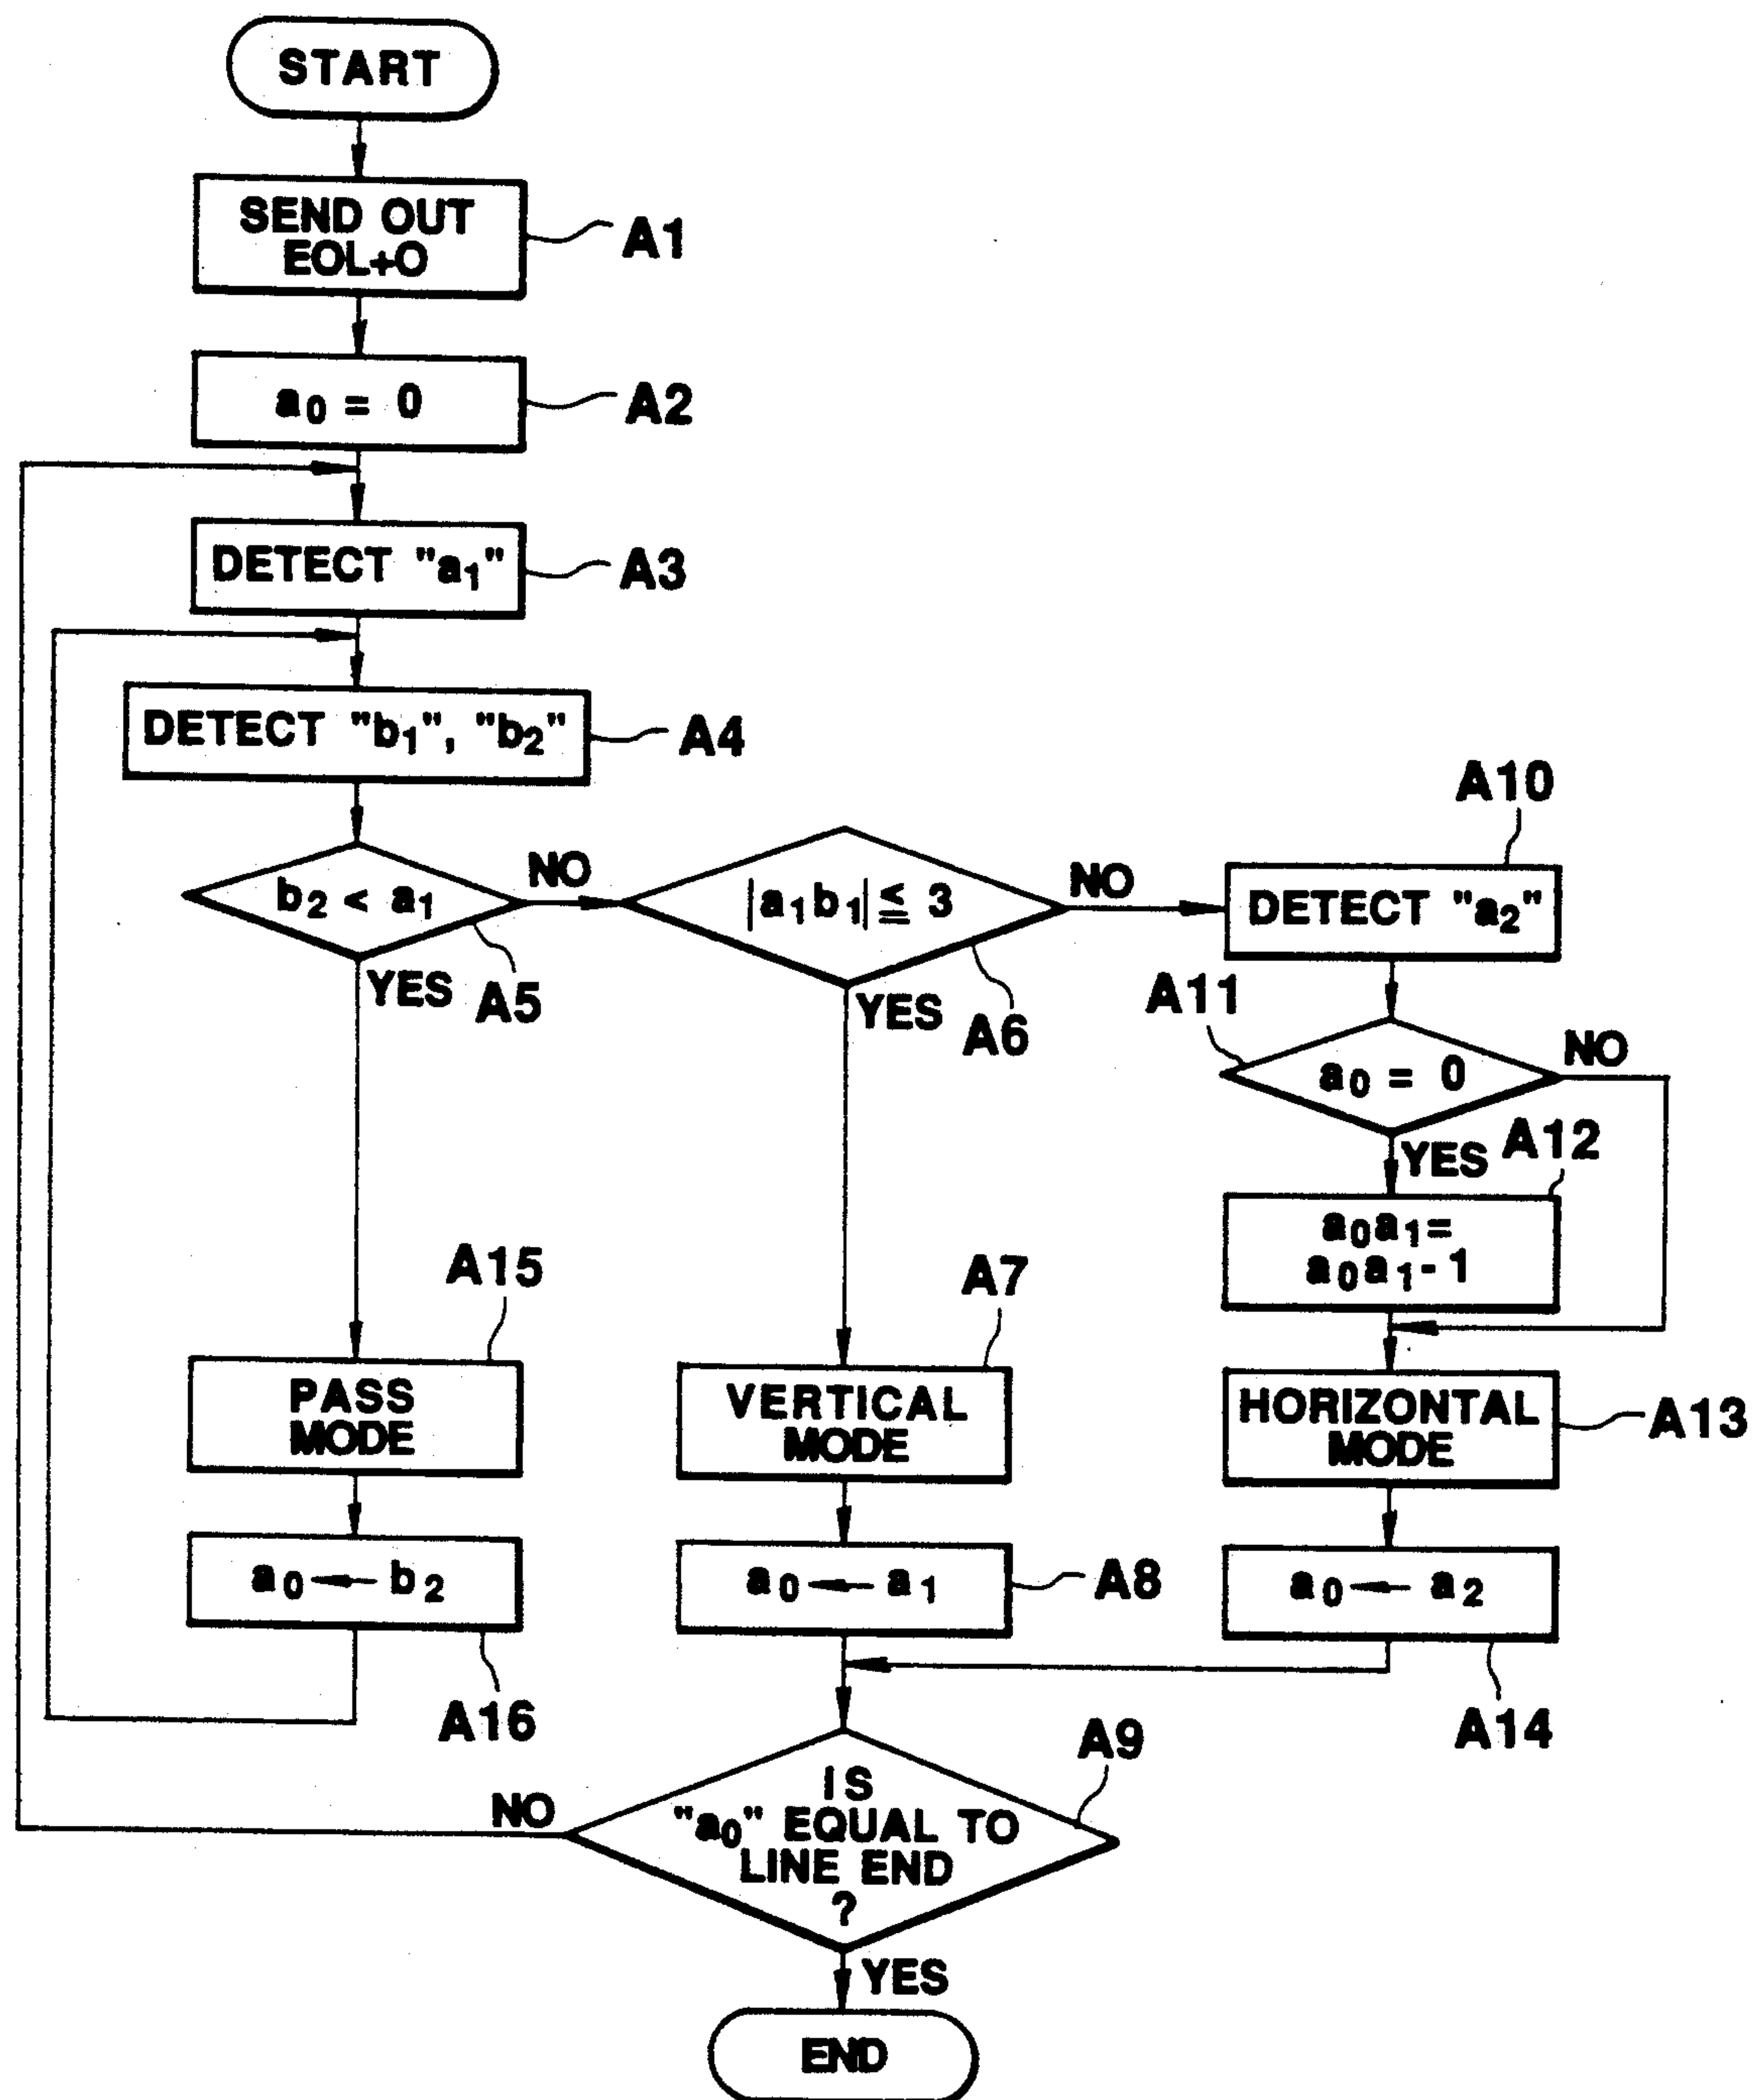 START
SEND OUT
EOL+O
A1
a₀ = 0
A2
DETECT "a₁"
A3
DETECT "b₁", "b₂"
A4
A10
b₂ < a₁
NO
|a₁b₁| ≦ 3
NO
DETECT "a₂"
YES
A5
YES
A6
A11
a₀ = 0
NO
YES
A12
a₀a₁=
a₀a₁-1
A15
A7
PASS
MODE
VERTICAL
MODE
HORIZONTAL
MODE
A13
a₀ ← b₂
a₀ ← a₁
A8
a₀ ← a₂
A16
A14
A9
NO
IS
"a₀" EQUAL TO
LINE END
?
YES
END